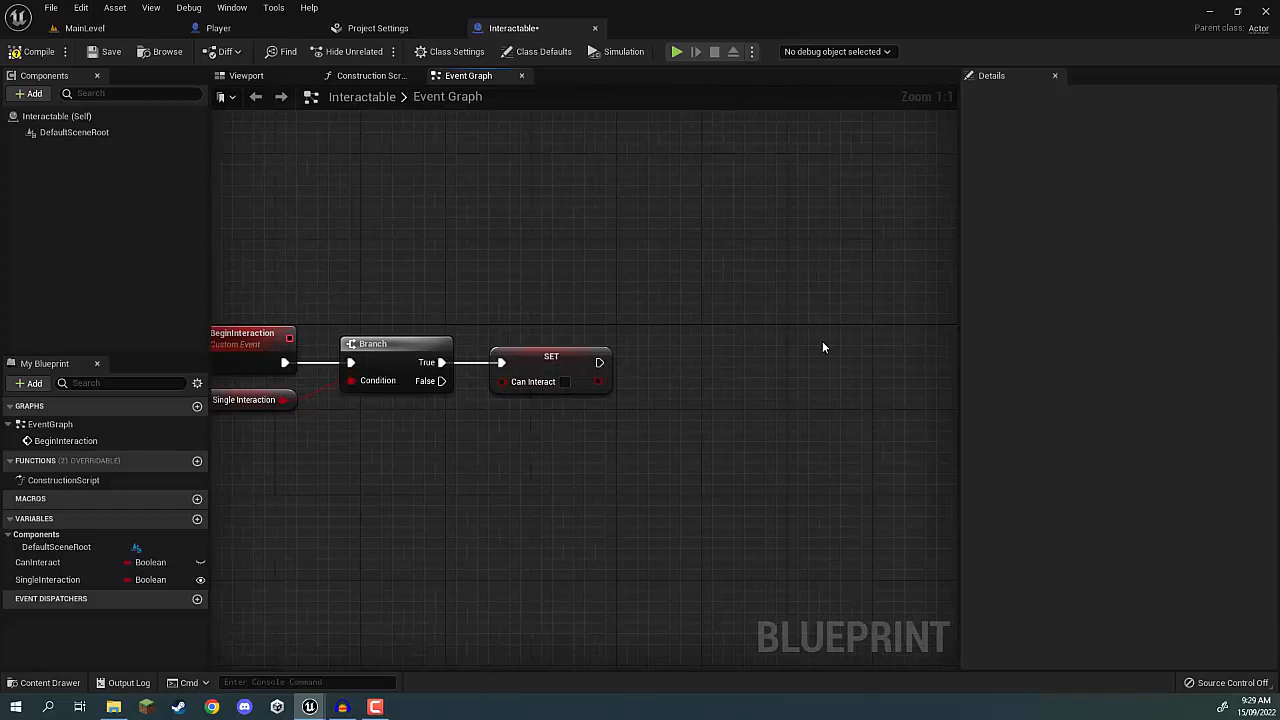 File Edit Asset View Debug Window Tools Help
MainLevel Player Project Settings Interactable* Parent class: Actor
Compile Save Browse Diff Find Hide Unrelated Class Settings Class Defaults Simulation No debug object selected
Components Viewport Construction Scr... Event Graph Details
Add Search Interactable > Event Graph Zoom 1:1
Interactable (Self)
DefaultSceneRoot
BeginInteraction
Custom Event
Branch
True
Condition False
SET
Can Interact
Single Interaction
My Blueprint
Add Search
GRAPHS
EventGraph
BeginInteraction
FUNCTIONS (21 OVERRIDABLE)
ConstructionScript
MACROS
VARIABLES
Components
DefaultSceneRoot
CanInteract Boolean
SingleInteraction Boolean
EVENT DISPATCHERS
BLUEPRINT
Content Drawer Output Log Cmd Enter Console Command Source Control Off
9:29 AM
15/09/2022